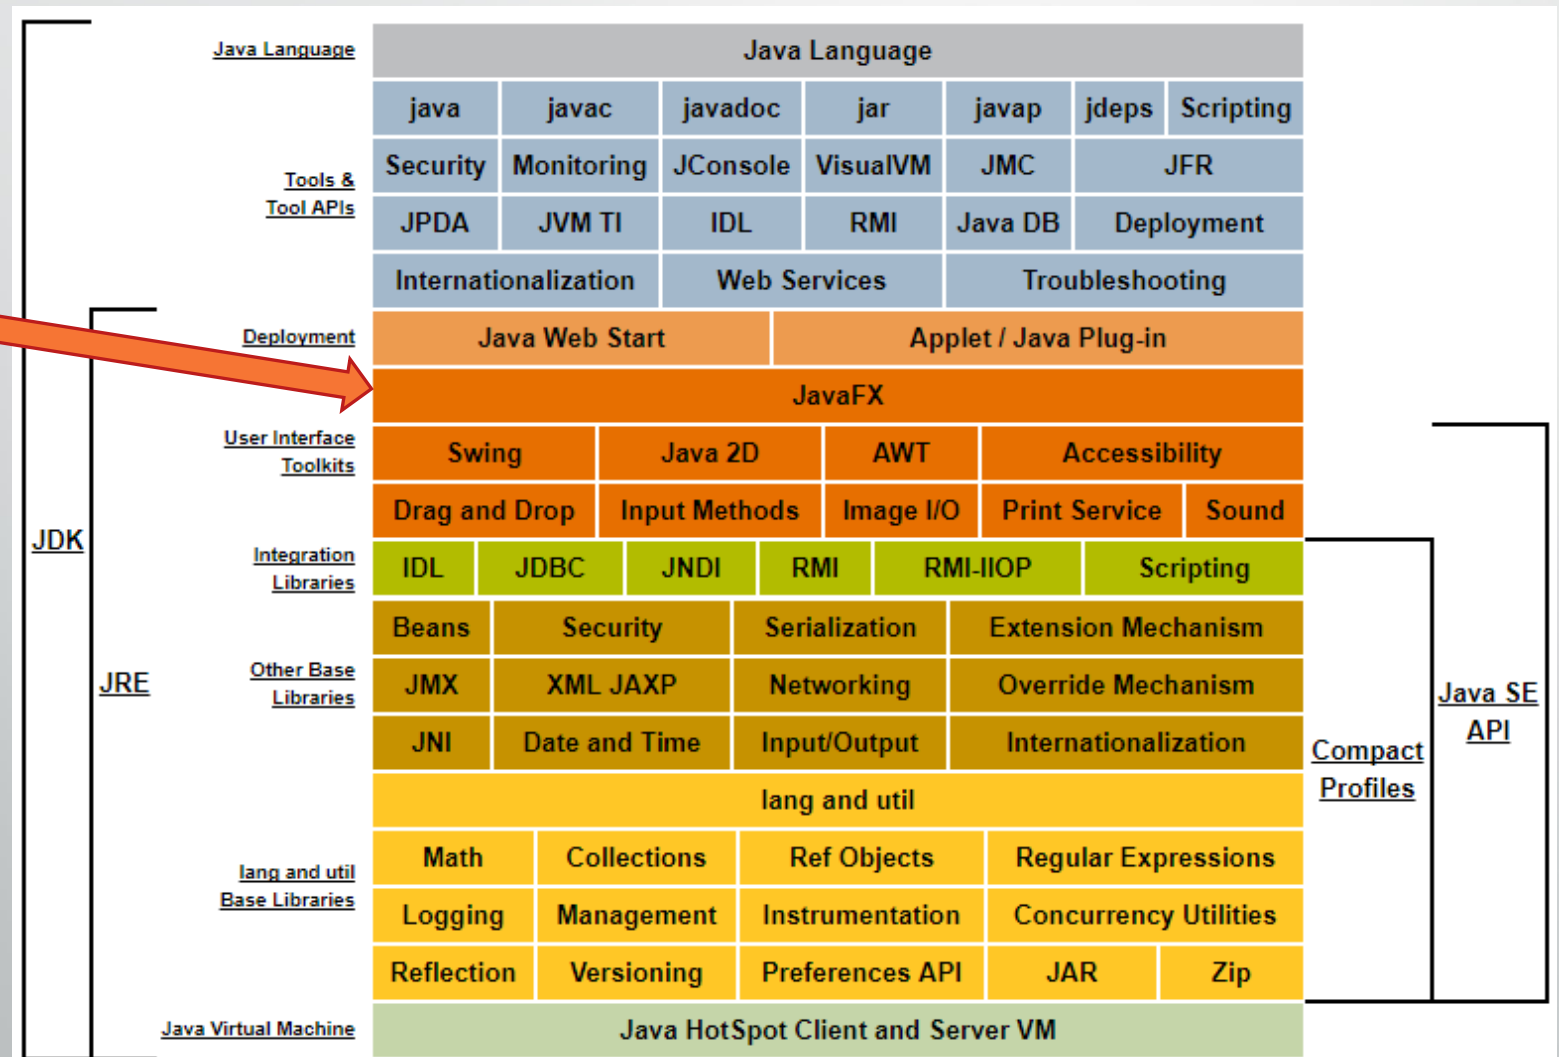 Java Language
Java Language
java javac javadoc jar javap jdeps Scripting
Tools &
Tool APIs
Security Monitoring JConsole VisualVM JMC JFR
JPDA JVM TI IDL RMI Java DB Deployment
Internationalization Web Services Troubleshooting
Deployment
Java Web Start Applet / Java Plug-in
JavaFX
User Interface
Toolkits
Swing Java 2D AWT Accessibility
Drag and Drop Input Methods Image I/O Print Service Sound
Integration
Libraries
IDL JDBC JNDI RMI RMI-IIOP Scripting
Beans Security Serialization Extension Mechanism
Other Base
Libraries
JMX XML JAXP Networking Override Mechanism
JNI Date and Time Input/Output Internationalization
lang and util
lang and util
Base Libraries
Math Collections Ref Objects Regular Expressions
Logging Management Instrumentation Concurrency Utilities
Reflection Versioning Preferences API JAR Zip
Java Virtual Machine
Java HotSpot Client and Server VM
JDK
JRE
Compact
Profiles
Java SE
API